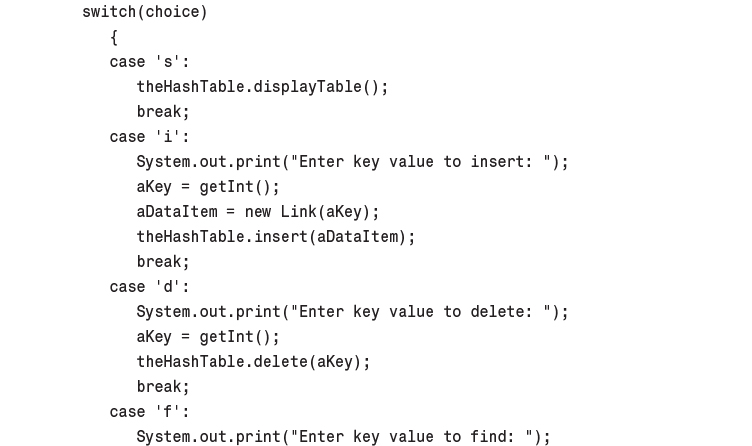 switch(choice)
{
case 's':
theHashTable.displayTable();
break;
case 'i':
System.out.print("Enter key value to insert: ");
aKey = getInt();
aDataItem = new Link(aKey);
theHashTable.insert(aDataItem);
break;
case 'd':
System.out.print("Enter key value to delete: ");
aKey = getInt();
theHashTable.delete(aKey);
break;
case 'f':
System.out.print("Enter key value to find: ");